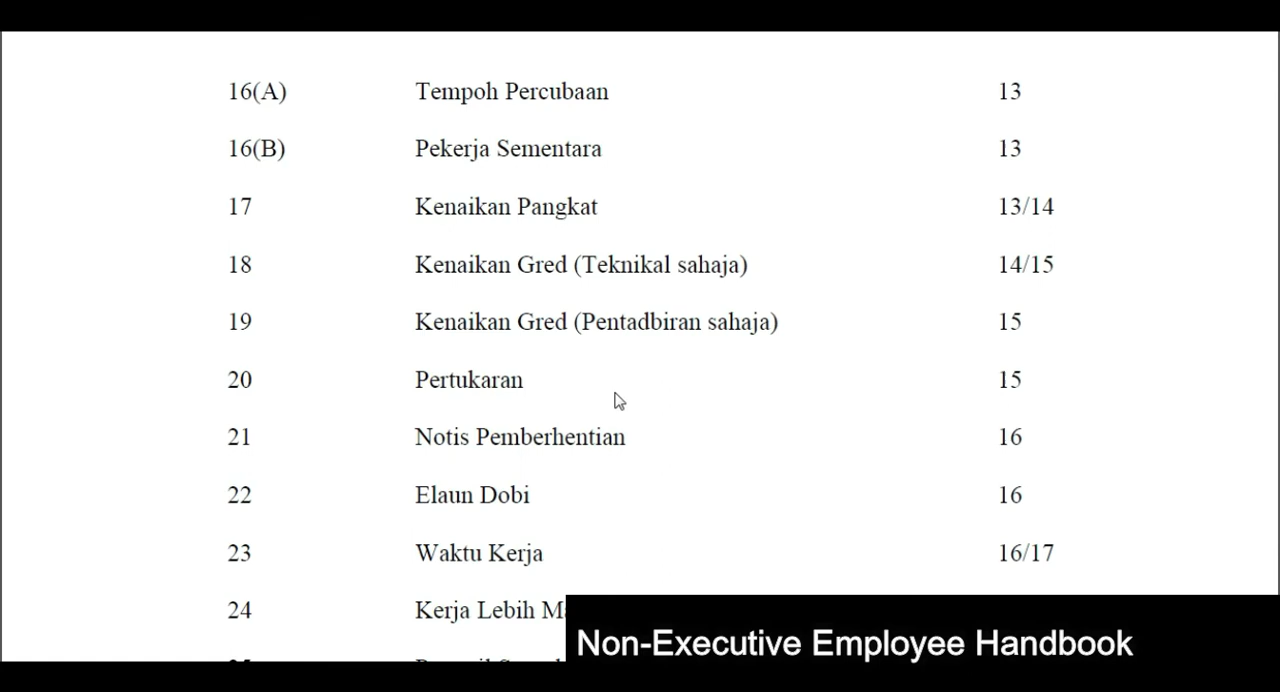 16(A) Tempoh Percubaan 13
16(B) Pekerja Sementara 13
17 Kenaikan Pangkat 13/14
18 Kenaikan Gred (Teknikal sahaja) 14/15
19 Kenaikan Gred (Pentadbiran sahaja) 15
20 Pertukaran 15
21 Notis Pemberhentian 16
22 Elaun Dobi 16
23 Waktu Kerja 16/17
24 Kerja Lebih
Non-Executive Employee Handbook